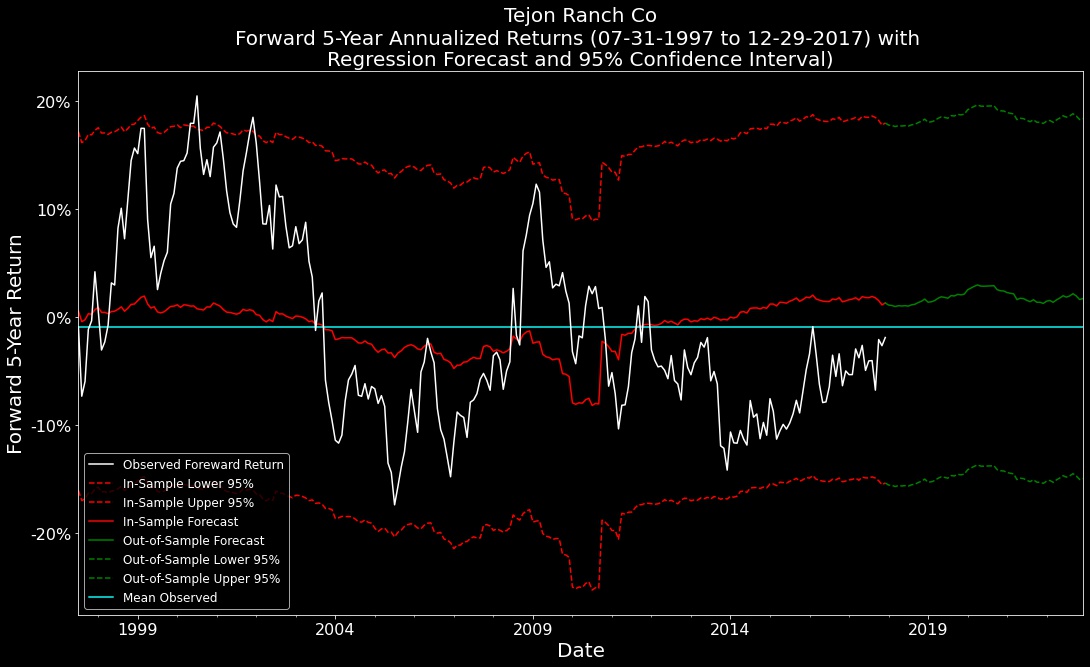 Tejon Ranch Co
Forward 5-Year Annualized Returns (07-31-1997 to 12-29-2017) with
Regression Forecast and 95% Confidence Interval)
Forward 5-Year Return
20%
10%
0%
-10%
-20%
Observed Foreward Return
In-Sample Lower 95%
In-Sample Upper 95%
In-Sample Forecast
Out-of-Sample Forecast
Out-of-Sample Lower 95%
Out-of-Sample Upper 95%
Mean Observed
1999 2004 2009 2014 2019
Date